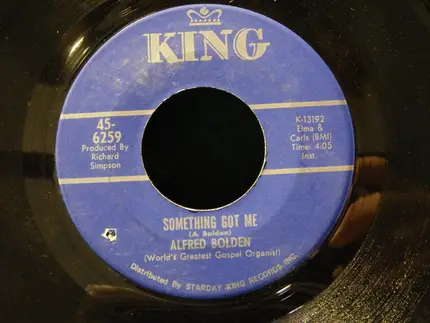 KING
45-
6259
Produced By
Richard
Simpson
K-13192
Elma &
Carls (BMI)
Time: 4:05
Inst.
SOMETHING GOT ME
(A. Bolden)
ALFRED BOLDEN
(World's Greatest Gospel Organist)
Distributed By STARDAY-KING RECORDS, INC.